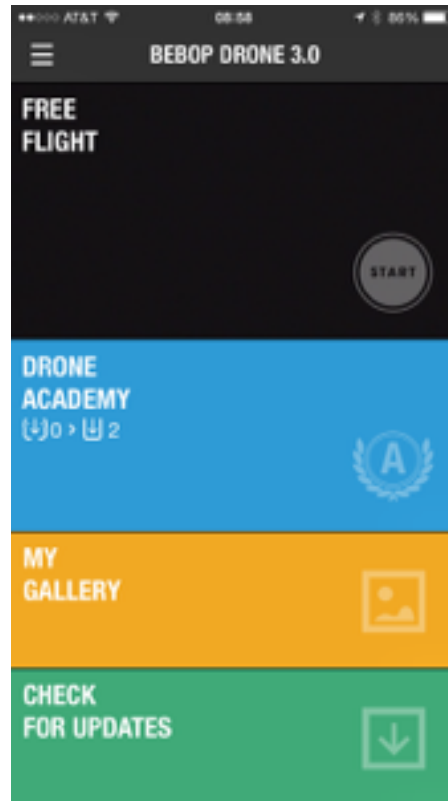 AT&T 08:58 86%
BEBOP DRONE 3.0
FREE
FLIGHT
START
DRONE
ACADEMY
0 > 2
A
MY
GALLERY
CHECK
FOR UPDATES